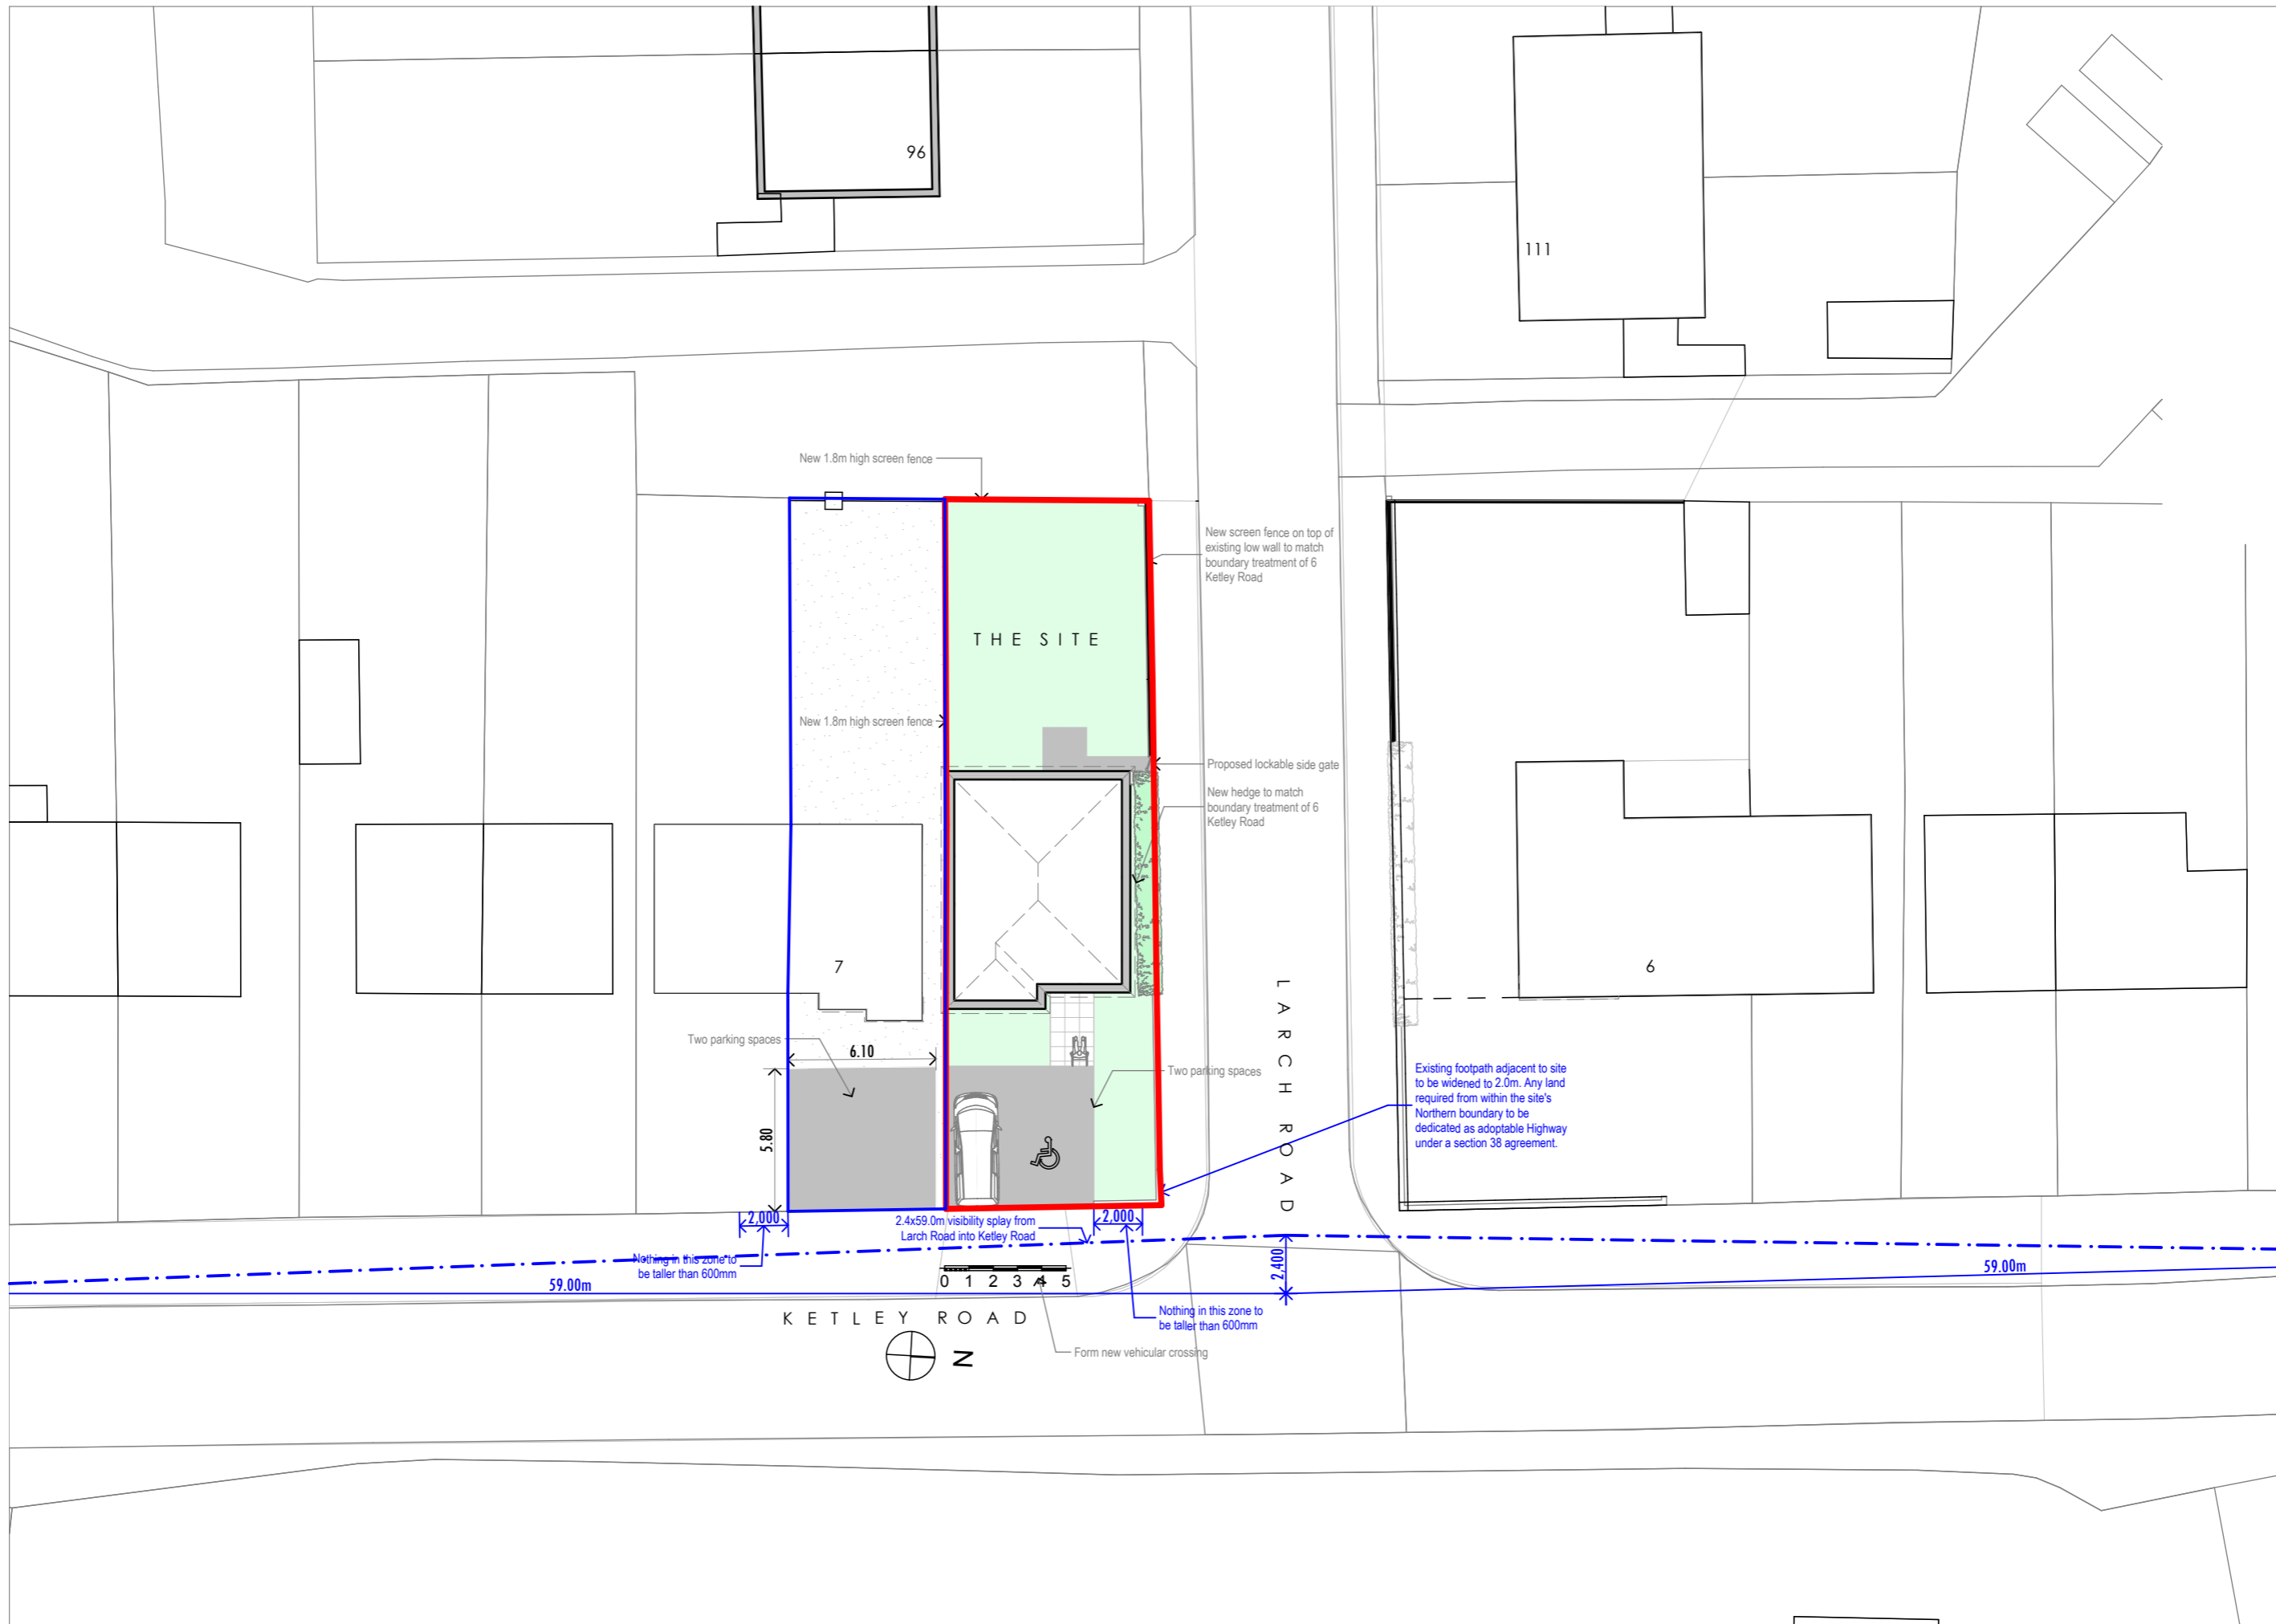 96
111
New 1.8m high screen fence
New screen fence on top of
existing low wall to match
boundary treatment of 6
Ketley Road
THE SITE
New 1.8m high screen fence
Proposed lockable side gate
New hedge to match
boundary treatment of 6
Ketley Road
7
6
LARCH ROAD
Two parking spaces
6.10
Two parking spaces
5.80
Existing footpath adjacent to site
to be widened to 2.0m. Any land
required from within the site's
Northern boundary to be
dedicated as adoptable Highway
under a section 38 agreement.
2,000
2.4x59.0m visibility splay from
Larch Road into Ketley Road
2,000
Nothing in this zone to
be taller than 600mm
2,400
59.00m
0 1 2 3 4 5
59.00m
KETLEY ROAD
Nothing in this zone to
be taller than 600mm
N
Form new vehicular crossing